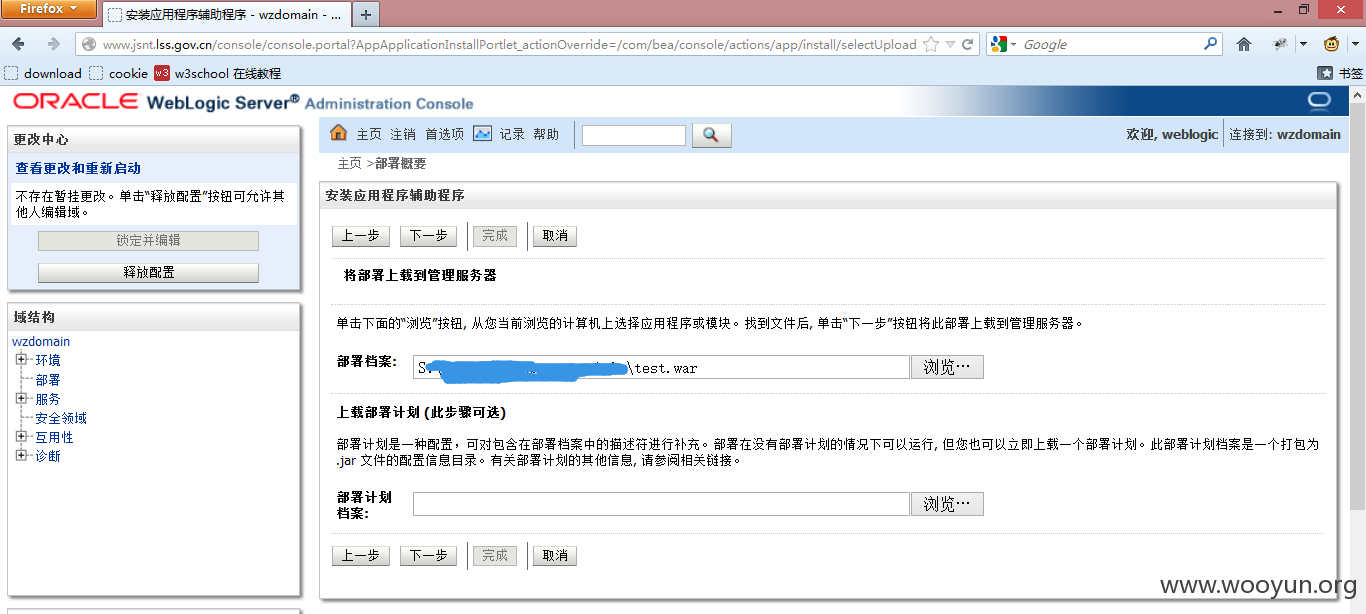 Firefox
安装应用程序辅助程序 - wzdomain - ...
www.jsnt.lss.gov.cn/console/console.portal?AppApplicationInstallPortlet_actionOverride=/com/bea/console/actions/app/install/selectUpload
Google
download cookie w3 w3school 在线教程
书签
ORACLE WebLogic Server® Administration Console
更改中心
查看更改和重新启动
不存在暂挂更改。单击“释放配置”按钮可允许其
他人编辑域。
锁定并编辑
释放配置
域结构
wzdomain
环境
部署
服务
安全领域
互用性
诊断
主页 注销 首选项 记录 帮助
欢迎, weblogic 连接到: wzdomain
主页 >部署概要
安装应用程序辅助程序
上一步 下一步 完成 取消
将部署上载到管理服务器
单击下面的“浏览”按钮, 从您当前浏览的计算机上选择应用程序或模块。找到文件后, 单击“下一步”按钮将此部署上载到管理服务器。
部署档案: \test.war 浏览…
上载部署计划 (此步骤可选)
部署计划是一种配置，可对包含在部署档案中的描述符进行补充。部署在没有部署计划的情况下可以运行, 但您也可以立即上载一个部署计划。此部署计划档案是一个打包为
.jar 文件的配置信息目录。有关部署计划的其他信息, 请参阅相关链接。
部署计划
档案: 浏览…
上一步 下一步 完成 取消
www.wooyun.org